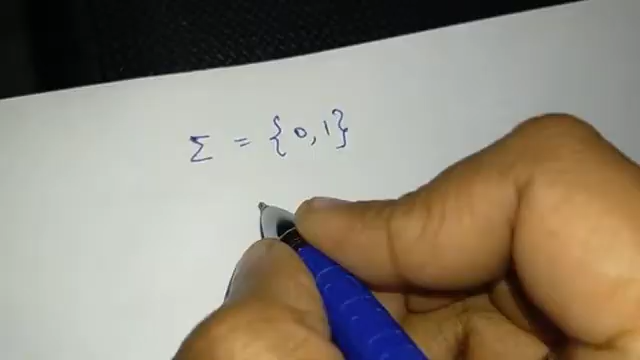 Σ = {0,1}